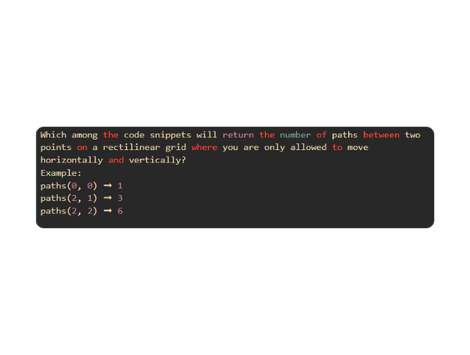 Which among the code snippets will return the number of paths between two
points on a rectilinear grid where you are only allowed to move
horizontally and vertically?
Example:
paths(0, 0) ➞ 1
paths(2, 1) ➞ 3
paths(2, 2) ➞ 6